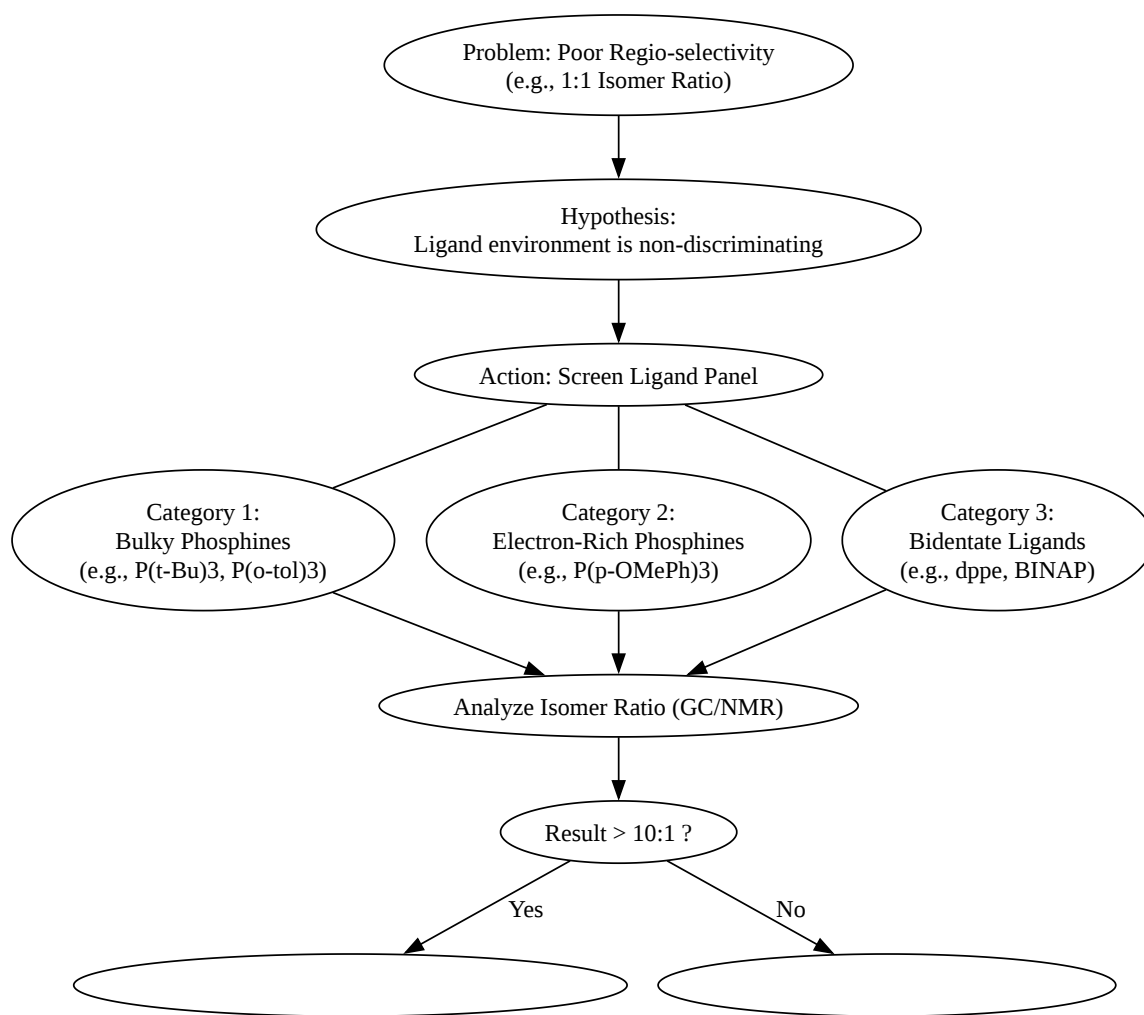 Problem: Poor Regio-selectivity
(e.g., 1:1 Isomer Ratio)
Hypothesis:
Ligand environment is non-discriminating
Action: Screen Ligand Panel
Category 1:
Bulky Phosphines
(e.g., P(t-Bu)3, P(o-tol)3)
Category 2:
Electron-Rich Phosphines
(e.g., P(p-OMePh)3)
Category 3:
Bidentate Ligands
(e.g., dppe, BINAP)
Analyze Isomer Ratio (GC/NMR)
Result > 10:1 ?
Yes
No